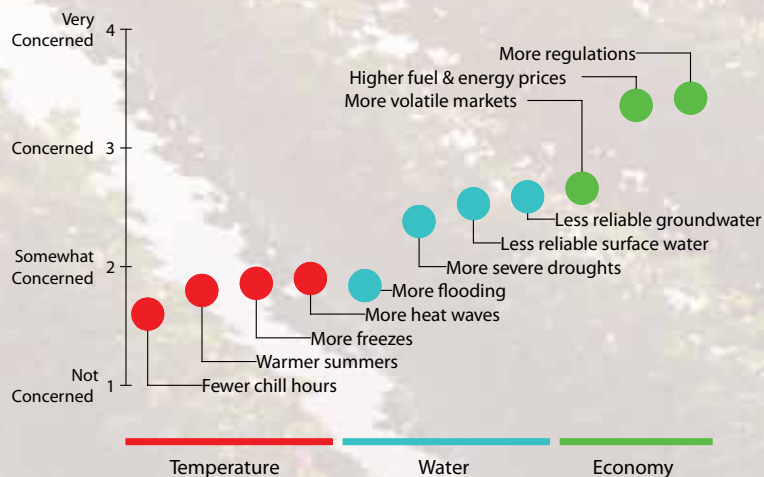 Very
Concerned
4
More regulations
Higher fuel & energy prices
More volatile markets
Concerned
3
Less reliable groundwater
Less reliable surface water
Somewhat
Concerned
2
More severe droughts
More flooding
More heat waves
More freezes
Warmer summers
Not
Concerned
1
Fewer chill hours
Temperature
Water
Economy